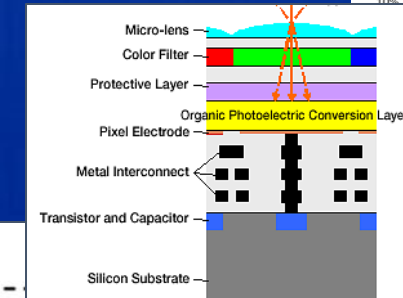 Micro-lens
Color Filter
Protective Layer
Organic Photoelectric Conversion Laye
Pixel Electrode
Metal Interconnect
Transistor and Capacitor
Silicon Substrate